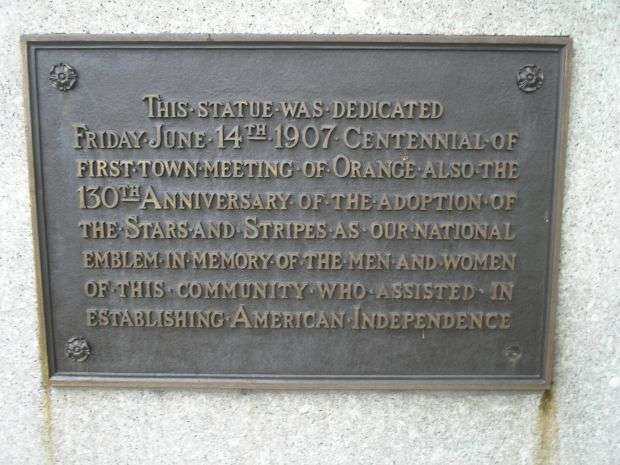 THIS·STATUE·WAS·DEDICATED
FRIDAY·JUNE·14TH·1907·CENTENNIAL·OF
FIRST·TOWN·MEETING·OF·ORANGE·ALSO·THE
130TH·ANNIVERSARY·OF·THE·ADOPTION·OF
THE·STARS·AND·STRIPES·AS·OUR·NATIONAL
EMBLEM·IN·MEMORY·OF·THE·MEN·AND·WOMEN
OF·THIS·COMMUNITY·WHO·ASSISTED·IN
ESTABLISHING·AMERICAN·INDEPENDENCE